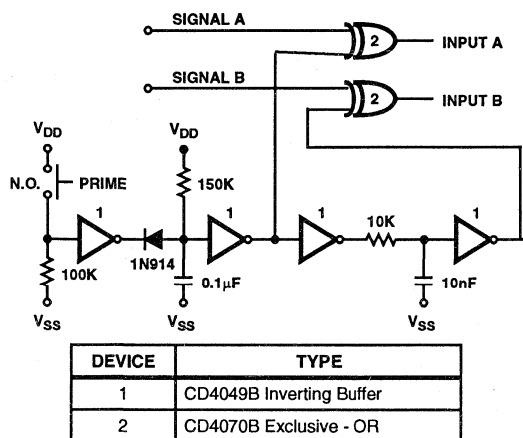 SIGNAL A
2
INPUT A
SIGNAL B
2
INPUT B
VDD
VDD
N.O.
PRIME
150K
1
1
1
1
10K
100K
1N914
0.1µF
10nF
VSS
VSS
VSS
DEVICE TYPE
1 CD4049B Inverting Buffer
2 CD4070B Exclusive - OR